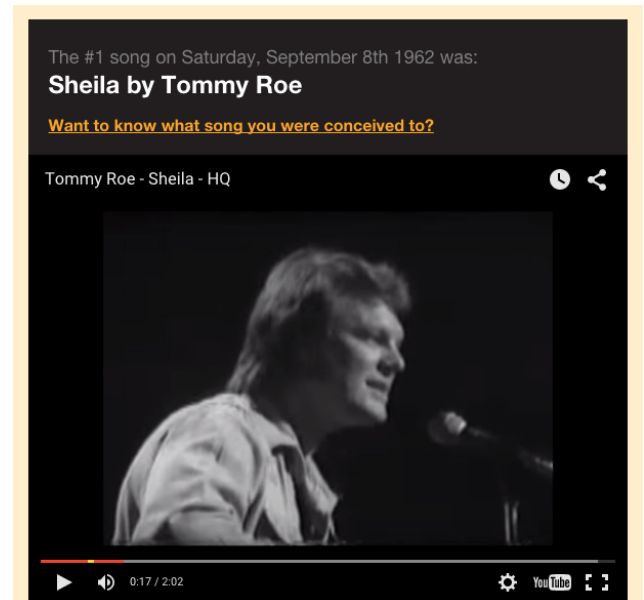 The #1 song on Saturday, September 8th 1962 was:
Sheila by Tommy Roe
Want to know what song you were conceived to?
Tommy Roe - Sheila - HQ
0:17 / 2:02
YouTube